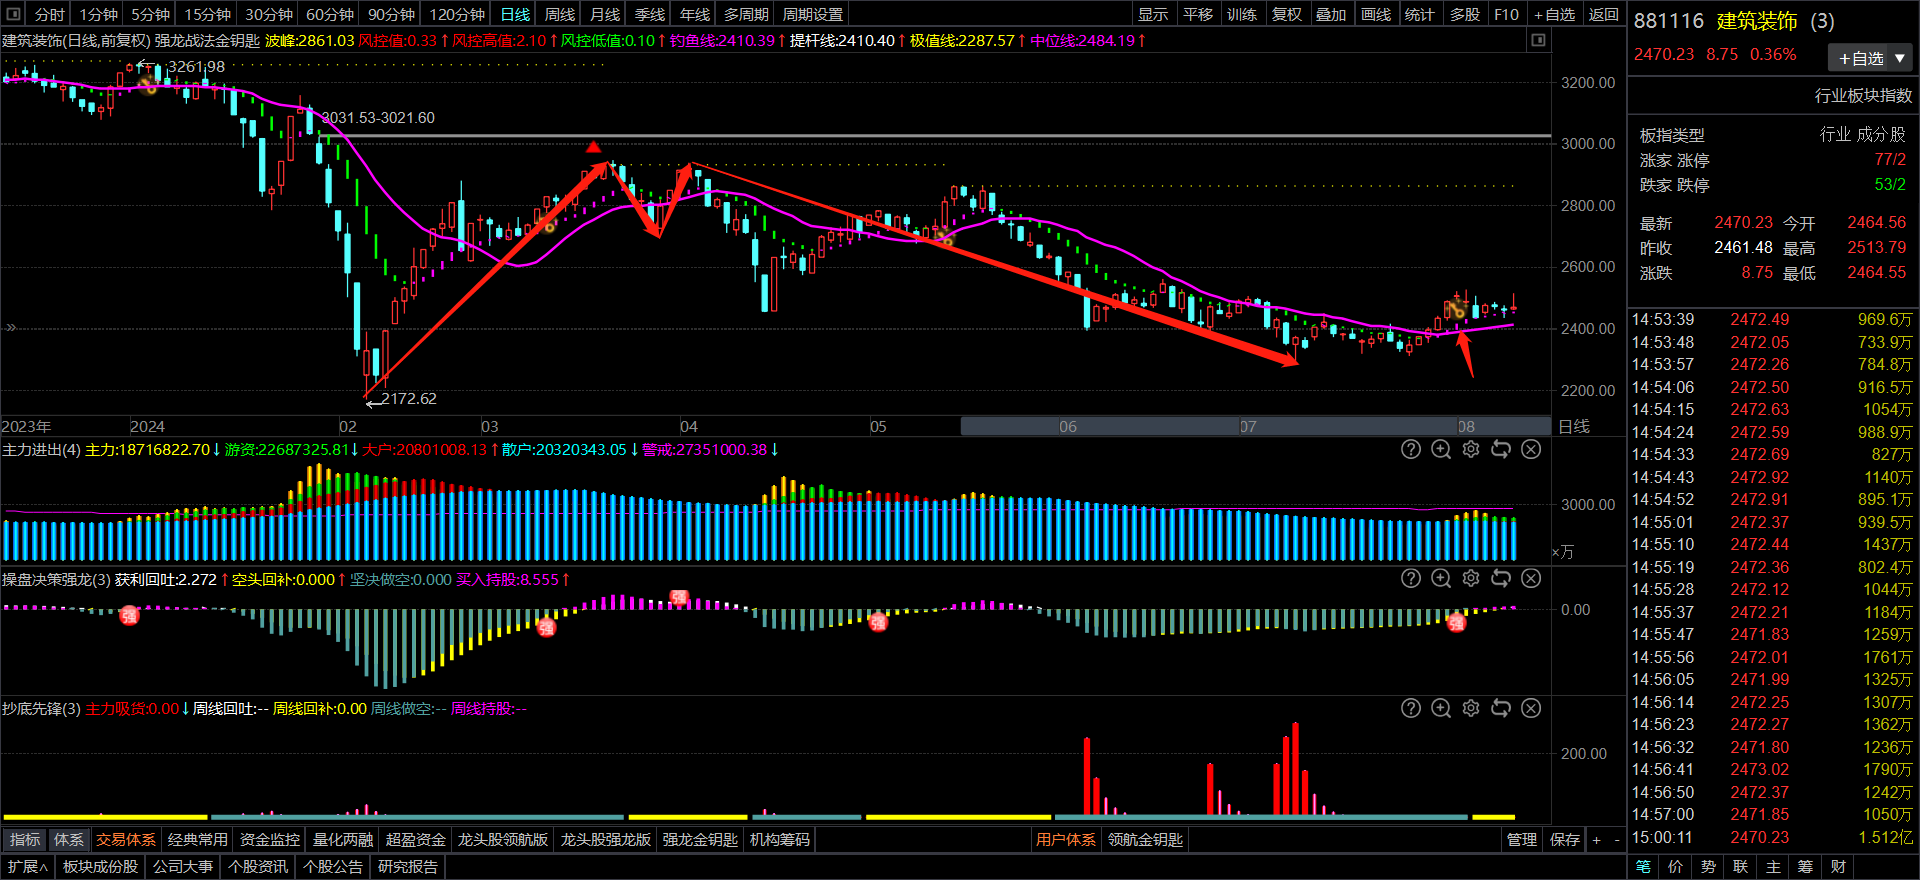 分时 1分钟 5分钟 15分钟 30分钟 60分钟 90分钟 120分钟 日线 周线 月线 季线 年线 多周期 周期设置 显示 平移 训练 复权 叠加 画线 统计 多股 F10 +自选 返回
881116 建筑装饰 (3)
建筑装饰(日线,前复权) 强龙战法金钥匙 波峰:2861.03 风控值:0.33↑ 风控高值:2.10↑ 风控低值:0.10↑ 钓鱼线:2410.39↑ 提杆线:2410.40↑ 极值线:2287.57↑ 中位线:2484.19↑
2470.23 8.75 0.36% +自选 ▼
行业板块指数
板指类型 行业 成分股
涨家 涨停 77/2
跌家 跌停 53/2
最新 2470.23 今开 2464.56
昨收 2461.48 最高 2513.79
涨跌 8.75 最低 2464.55
3261.98
3031.53-3021.60
2172.62
3200.00
3000.00
2800.00
2600.00
2400.00
2200.00
2023年 2024 02 03 04 05 06 07 08 日线
主力进出(4) 主力:18716822.70↓ 游资:22687325.81↓ 大户:20801008.13↑ 散户:20320343.05↓ 警戒:27351000.38↓
3000.00
×万
操盘决策强龙(3) 获利回吐:2.272↑ 空头回补:0.000↑ 坚决做空:0.000 买入持股:8.555↑
0.00
强 强 强 强 强
抄底先锋(3) 主力吸货:0.00↓ 周线回吐:-- 周线回补:0.00 周线做空:-- 周线持股:--
200.00
14:53:39 2472.49 969.6万
14:53:48 2472.05 733.9万
14:53:57 2472.26 784.8万
14:54:06 2472.50 916.5万
14:54:15 2472.63 1054万
14:54:24 2472.59 988.9万
14:54:33 2472.69 827万
14:54:43 2472.92 1140万
14:54:52 2472.91 895.1万
14:55:01 2472.37 939.5万
14:55:10 2472.44 1437万
14:55:19 2472.36 802.4万
14:55:28 2472.12 1044万
14:55:37 2472.21 1184万
14:55:47 2471.83 1259万
14:55:56 2472.01 1761万
14:56:05 2471.99 1325万
14:56:14 2472.25 1307万
14:56:23 2472.27 1362万
14:56:32 2471.80 1236万
14:56:41 2473.02 1790万
14:56:50 2472.37 1242万
14:57:00 2471.85 1050万
15:00:11 2470.23 1.512亿
指标 体系 交易体系 经典常用 资金监控 量化两融 超盈资金 龙头股领航版 龙头股强龙版 强龙金钥匙 机构筹码 用户体系 领航金钥匙 管理 保存 + -
扩展∧ 板块成份股 公司大事 个股资讯 个股公告 研究报告 笔 价 势 联 主 筹 财